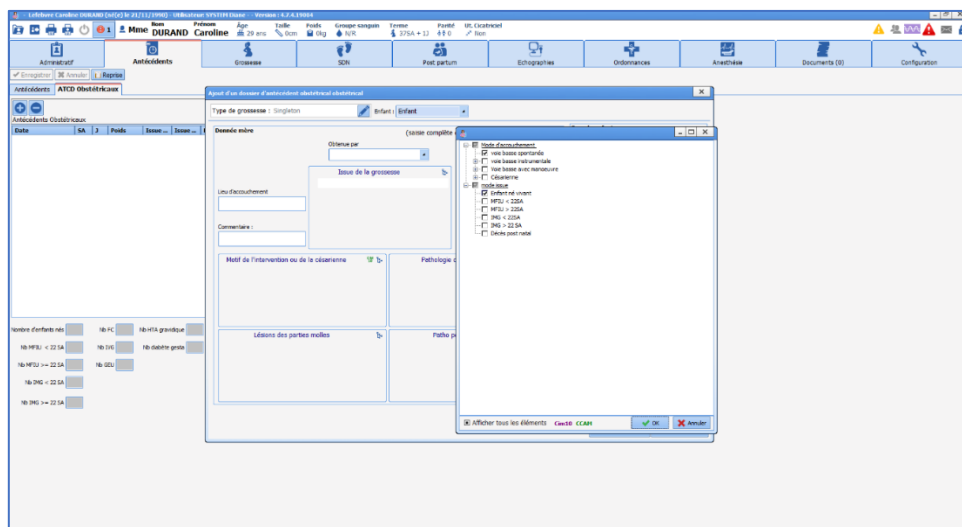 Lefebvre Caroline DURAND (né(e) le 21/11/1990) - Utilisateur: SYSTEM Diane - Version : 4.7.4.19004
1 Mme Nom DURAND Prénom Caroline Âge 29 ans Taille 0cm Poids 0kg Groupe sanguin N/R Terme 37SA + 1J Parité 0 Ut. Cicatriciel Non
Administratif Antécédents Grossesse SDN Post partum Echographies Ordonnances Anesthésie Documents (0) Configuration
Enregistrer Annuler Reprise
Antécédents ATCD Obstétricaux
Antécédents Obstétricaux
Date SA J Poids Issue ... Issue ...
Nombre d'enfants nés Nb FC Nb HTA gravidique
Nb MFIU < 22 SA Nb IVG Nb diabète gesta
Nb MFIU >= 22 SA Nb GEU
Nb IMG < 22 SA
Nb IMG >= 22 SA
Ajout d'un dossier d'antécédent obstétrical obstétrical
Type de grossesse : Singleton Enfant : Enfant
Donnée mère (saisie complète
Obtenue par
Issue de la grossesse
Lieu d'accouchement
Commentaire :
Motif de l'intervention ou de la césarienne
Pathologie
Lésions des parties molles
Patho
Mode d'accouchement
voie basse spontanée
voie basse instrumentale
Voie basse avec manoeuvre
Césarienne
mode issue
Enfant né vivant
MFIU < 22SA
MFIU > 22SA
IMG < 22SA
IMG > 22 SA
Décès post natal
Afficher tous les éléments Cim10 CCAM OK Annuler